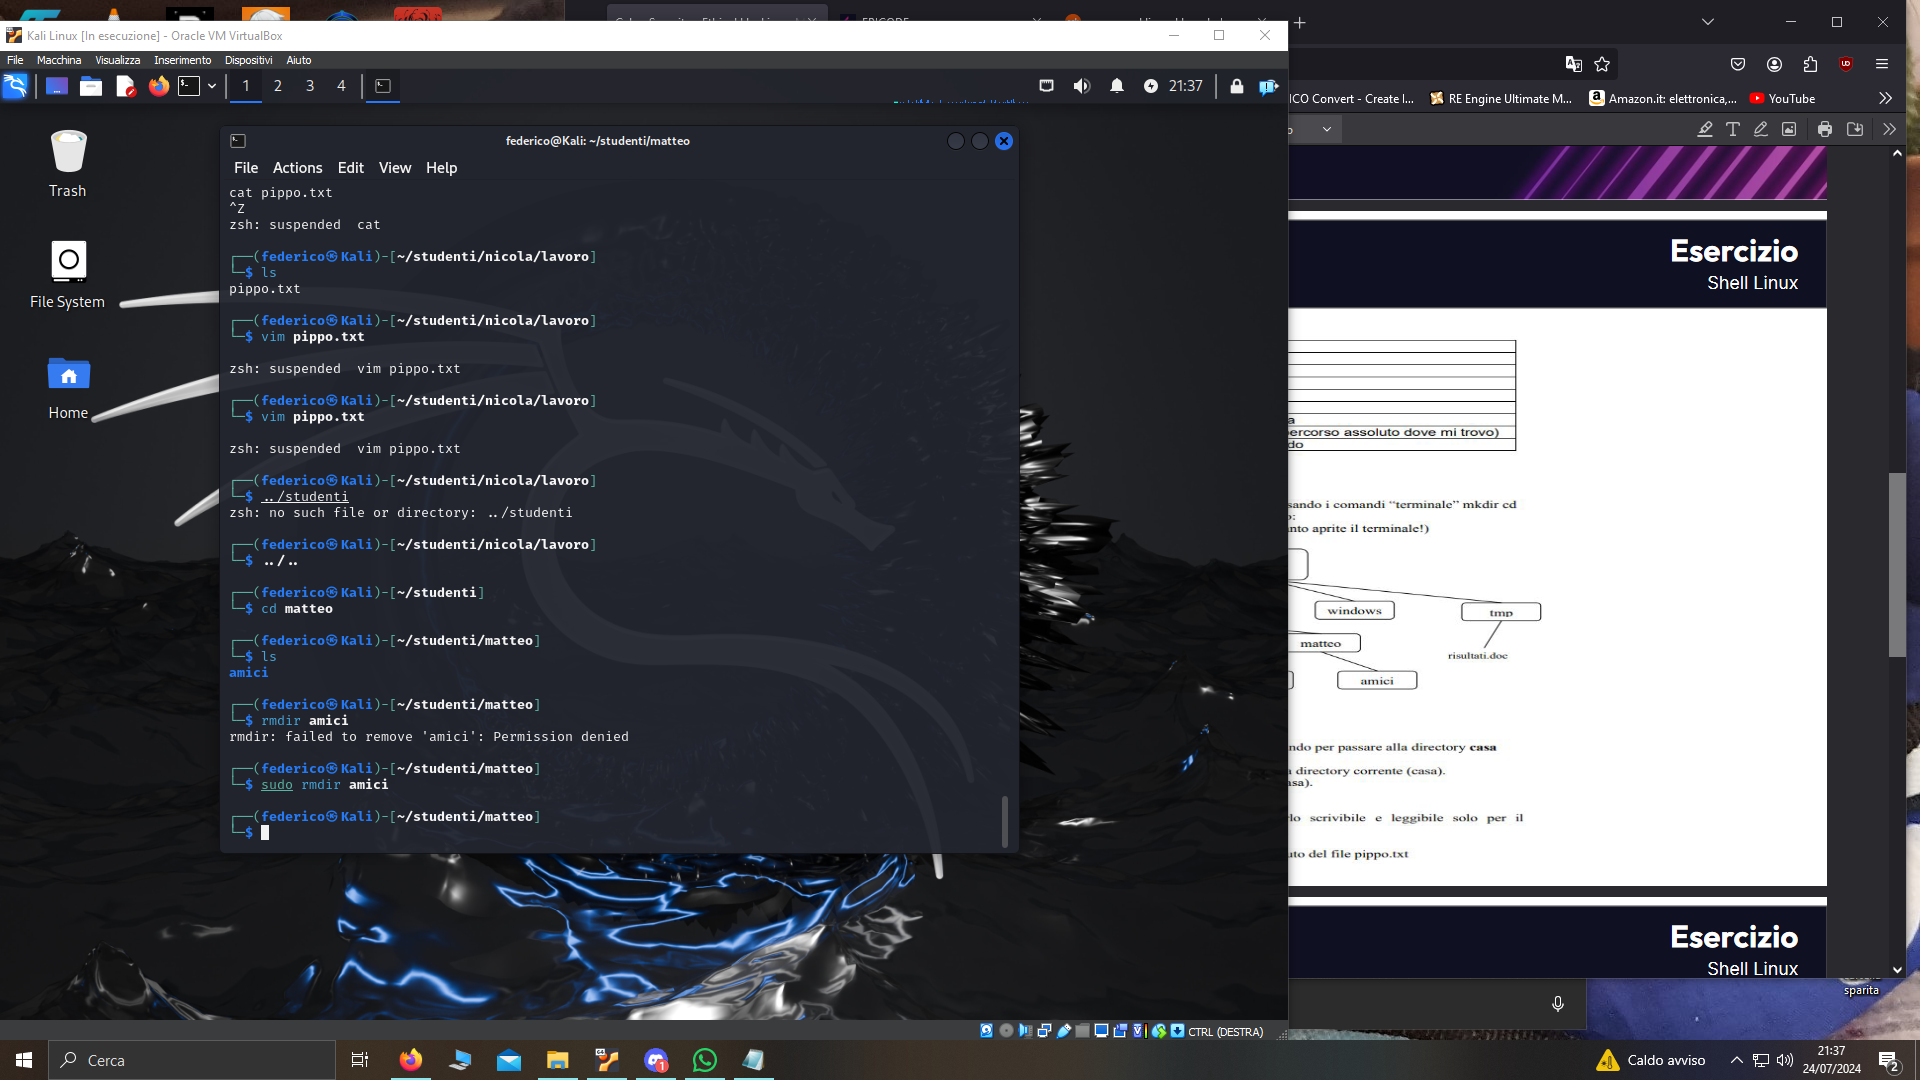 Kali Linux [In esecuzione] - Oracle VM VirtualBox
File Macchina Visualizza Inserimento Dispositivi Aiuto
1 2 3 4
21:37
Trash
File System
Home
federico@Kali: ~/studenti/matteo
File Actions Edit View Help
cat pippo.txt
^Z
zsh: suspended  cat
┌──(federico㉿Kali)-[~/studenti/nicola/lavoro]
└─$ ls
pippo.txt
┌──(federico㉿Kali)-[~/studenti/nicola/lavoro]
└─$ vim pippo.txt
zsh: suspended  vim pippo.txt
┌──(federico㉿Kali)-[~/studenti/nicola/lavoro]
└─$ vim pippo.txt
zsh: suspended  vim pippo.txt
┌──(federico㉿Kali)-[~/studenti/nicola/lavoro]
└─$ ../studenti
zsh: no such file or directory: ../studenti
┌──(federico㉿Kali)-[~/studenti/nicola/lavoro]
└─$ ../..
┌──(federico㉿Kali)-[~/studenti]
└─$ cd matteo
┌──(federico㉿Kali)-[~/studenti/matteo]
└─$ ls
amici
┌──(federico㉿Kali)-[~/studenti/matteo]
└─$ rmdir amici
rmdir: failed to remove 'amici': Permission denied
┌──(federico㉿Kali)-[~/studenti/matteo]
└─$ sudo rmdir amici
┌──(federico㉿Kali)-[~/studenti/matteo]
└─$
CTRL (DESTRA)
ICO Convert - Create I... RE Engine Ultimate M... Amazon.it: elettronica,... YouTube
Esercizio
Shell Linux
a
percorso assoluto dove mi trovo)
do
sando i comandi “terminale” mkdir cd
o:
nto aprite il terminale!)
windows
tmp
matteo
risultati.doc
amici
ndo per passare alla directory casa
a directory corrente (casa).
asa).
rlo scrivibile e leggibile solo per il
uto del file pippo.txt
Esercizio
Shell Linux
sparita
Cerca
1
Caldo avviso
21:37
24/07/2024
2